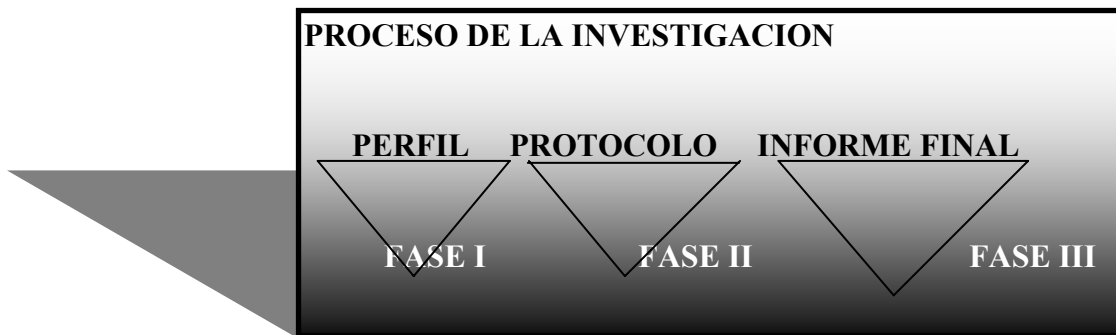 PROCESO DE LA INVESTIGACION
PERFIL PROTOCOLO INFORME FINAL
FASE I FASE II FASE III